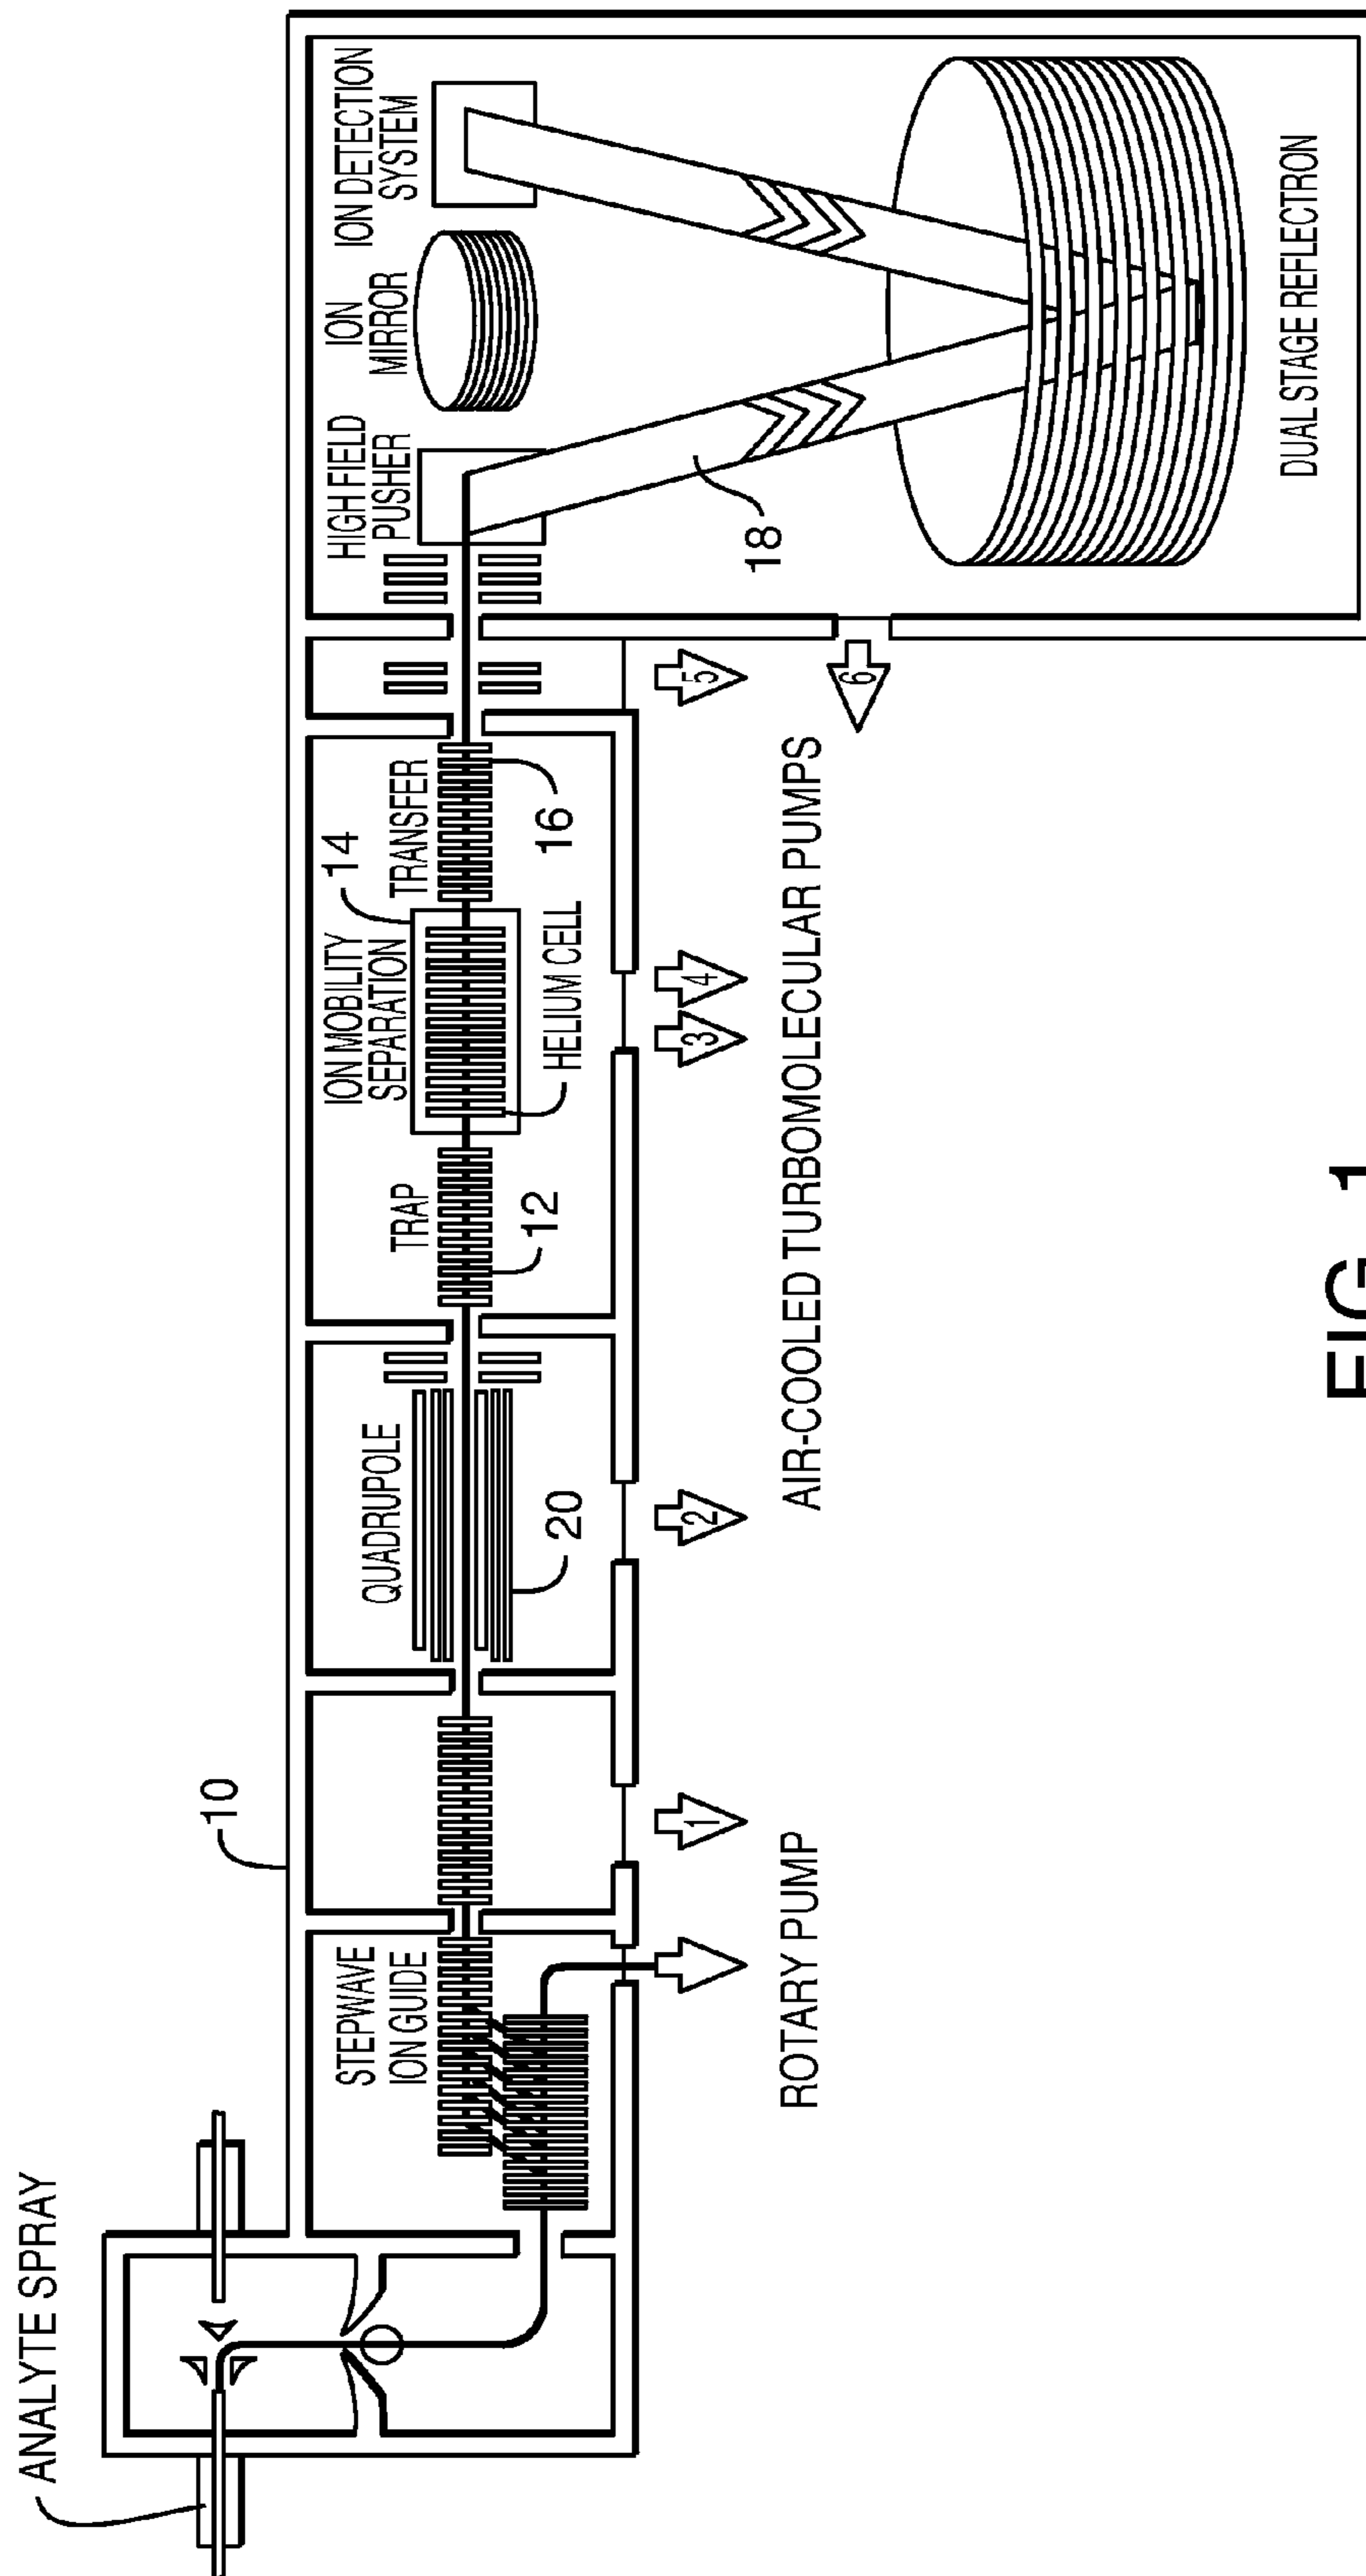 ANALYTE SPRAY
10
STEPWAVE
ION GUIDE
QUADRUPOLE
20
TRAP
12
ION MOBILITY
SEPARATION
14
HELIUM CELL
TRANSFER
16
HIGH FIELD
PUSHER
ION
MIRROR
ION DETECTION
SYSTEM
18
DUAL STAGE REFLECTRON
1
2
3
4
5
6
ROTARY PUMP
AIR-COOLED TURBOMOLECULAR PUMPS
FIG. 1